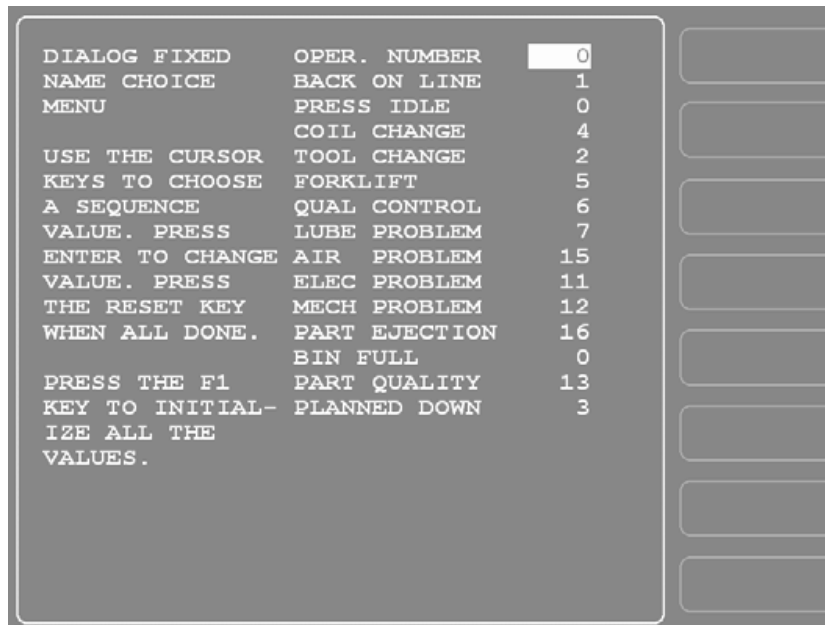 DIALOG FIXED OPER. NUMBER 0
NAME CHOICE BACK ON LINE 1
MENU PRESS IDLE 0
COIL CHANGE 4
USE THE CURSOR TOOL CHANGE 2
KEYS TO CHOOSE FORKLIFT 5
A SEQUENCE QUAL CONTROL 6
VALUE. PRESS LUBE PROBLEM 7
ENTER TO CHANGE AIR PROBLEM 15
VALUE. PRESS ELEC PROBLEM 11
THE RESET KEY MECH PROBLEM 12
WHEN ALL DONE. PART EJECTION 16
BIN FULL 0
PRESS THE F1 PART QUALITY 13
KEY TO INITIAL- PLANNED DOWN 3
IZE ALL THE
VALUES.